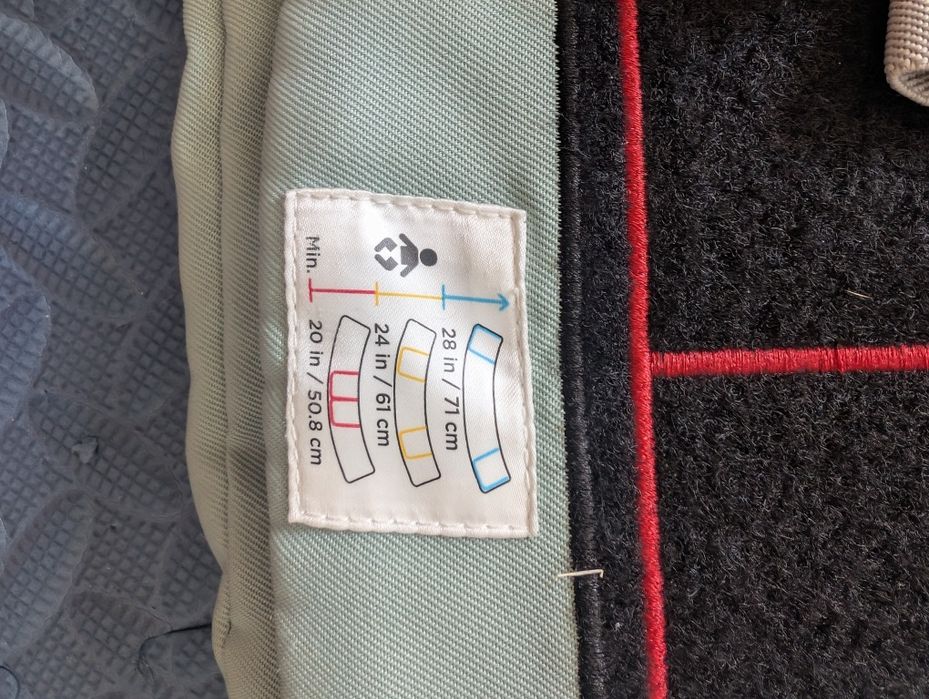 28 in / 71 cm
24 in / 61 cm
Min. 20 in / 50.8 cm